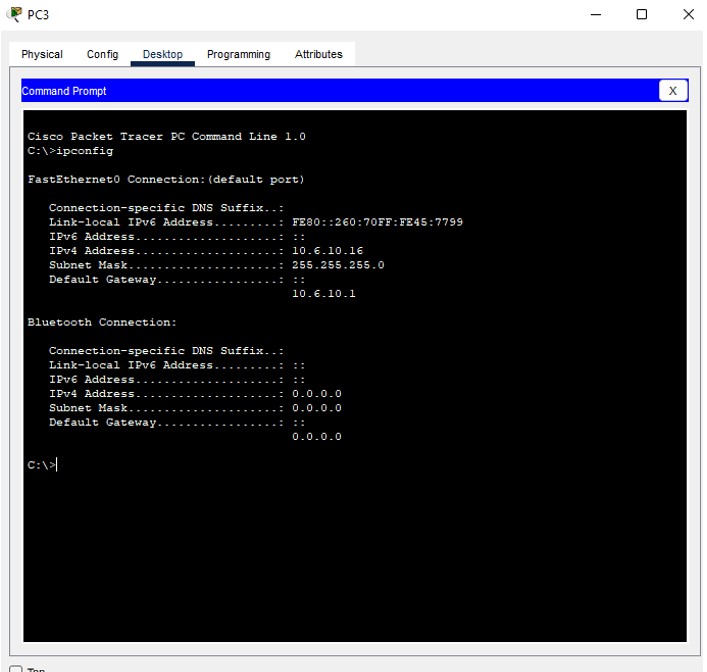 PC3
Physical Config Desktop Programming Attributes
Command Prompt X
Cisco Packet Tracer PC Command Line 1.0
C:\>ipconfig
FastEthernet0 Connection:(default port)
Connection-specific DNS Suffix..:
Link-local IPv6 Address.........: FE80::260:70FF:FE45:7799
IPv6 Address....................: ::
IPv4 Address....................: 10.6.10.16
Subnet Mask.....................: 255.255.255.0
Default Gateway.................: ::
10.6.10.1
Bluetooth Connection:
Connection-specific DNS Suffix..:
Link-local IPv6 Address.........: ::
IPv6 Address....................: ::
IPv4 Address....................: 0.0.0.0
Subnet Mask.....................: 0.0.0.0
Default Gateway.................: ::
0.0.0.0
C:\>
Top